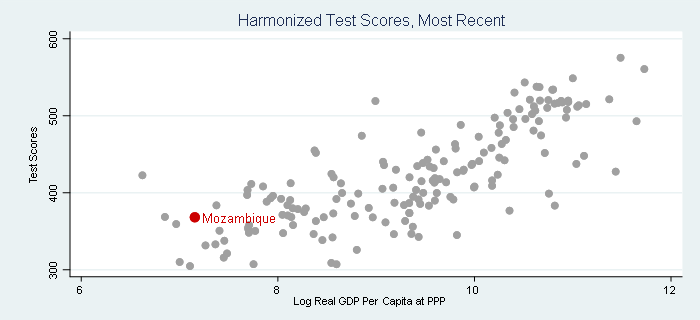 Harmonized Test Scores, Most Recent
600
500
400
300
Test Scores
Mozambique
6
8
10
12
Log Real GDP Per Capita at PPP